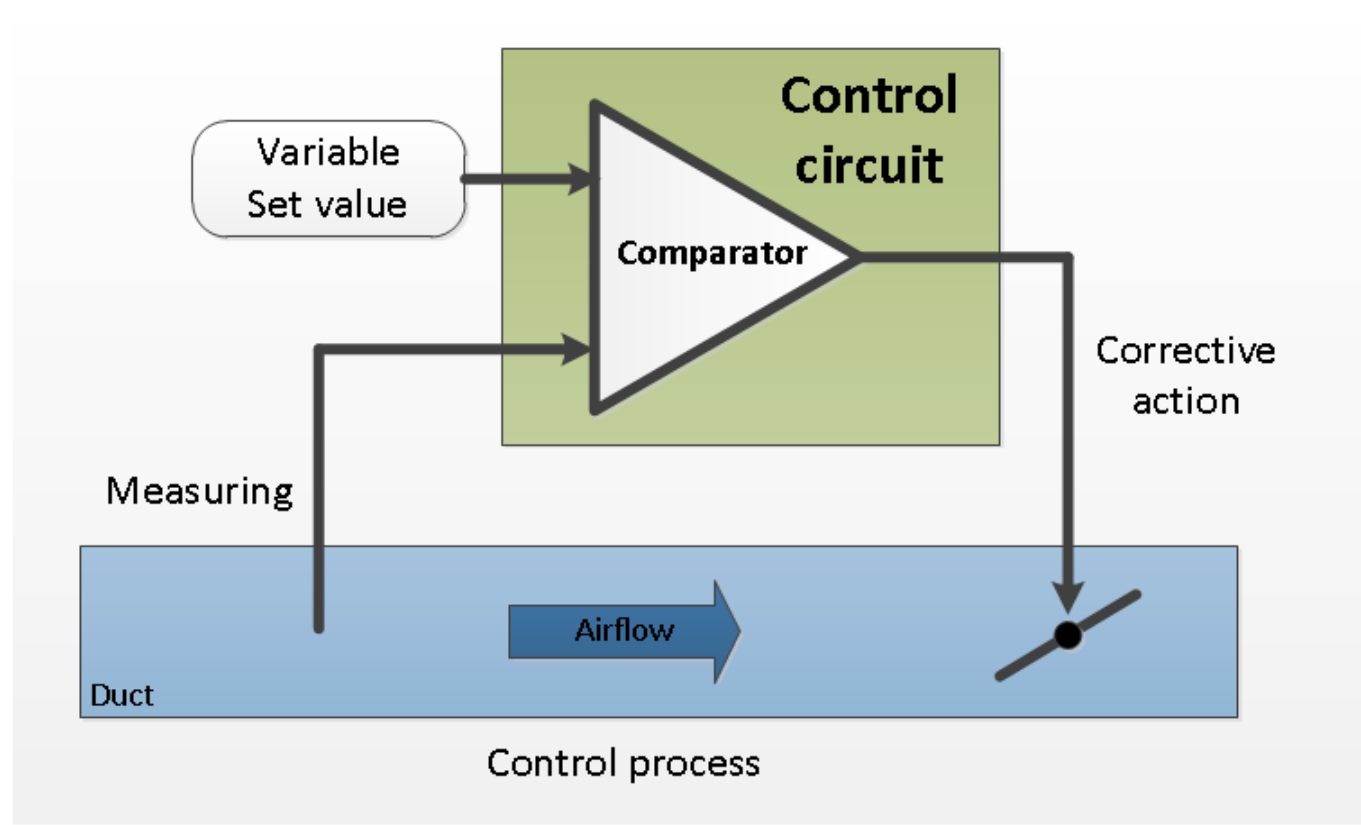 Control
circuit
Variable
Set value
Comparator
Corrective
action
Measuring
Airflow
Duct
Control process